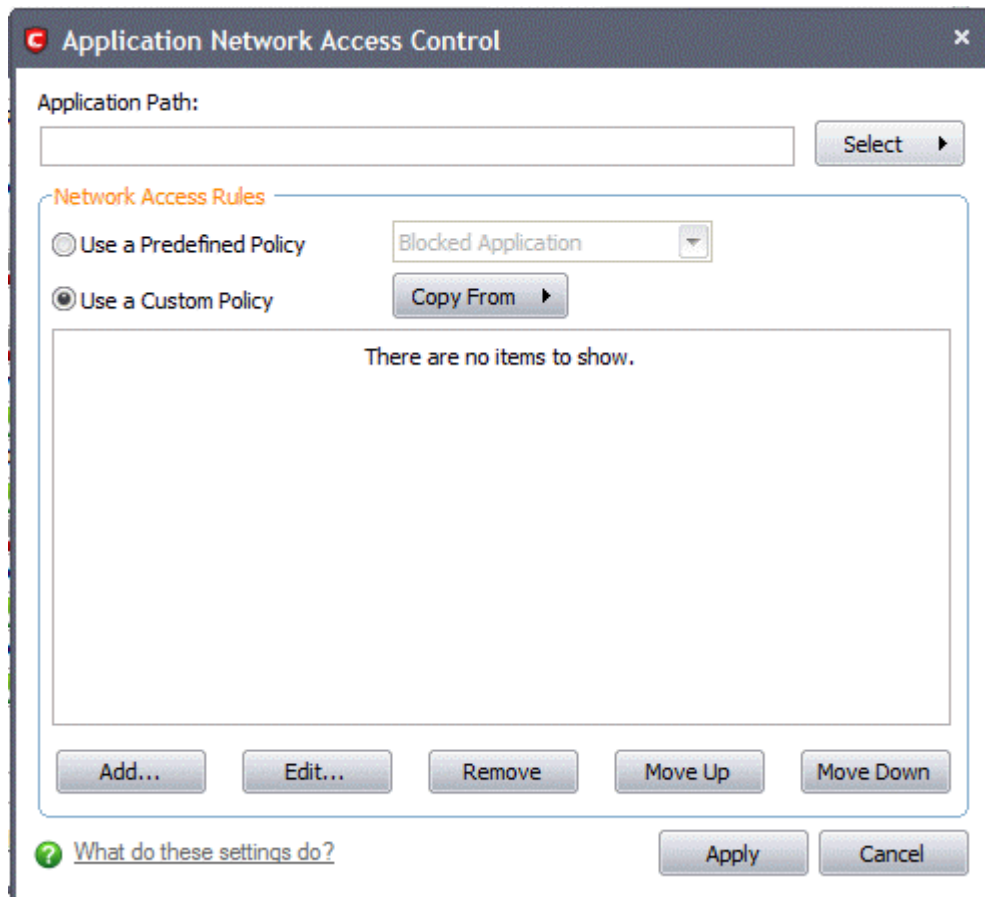 Application Network Access Control
Application Path:
Select
Network Access Rules
Use a Predefined Policy
Blocked Application
Use a Custom Policy
Copy From
There are no items to show.
Add...
Edit...
Remove
Move Up
Move Down
What do these settings do?
Apply
Cancel